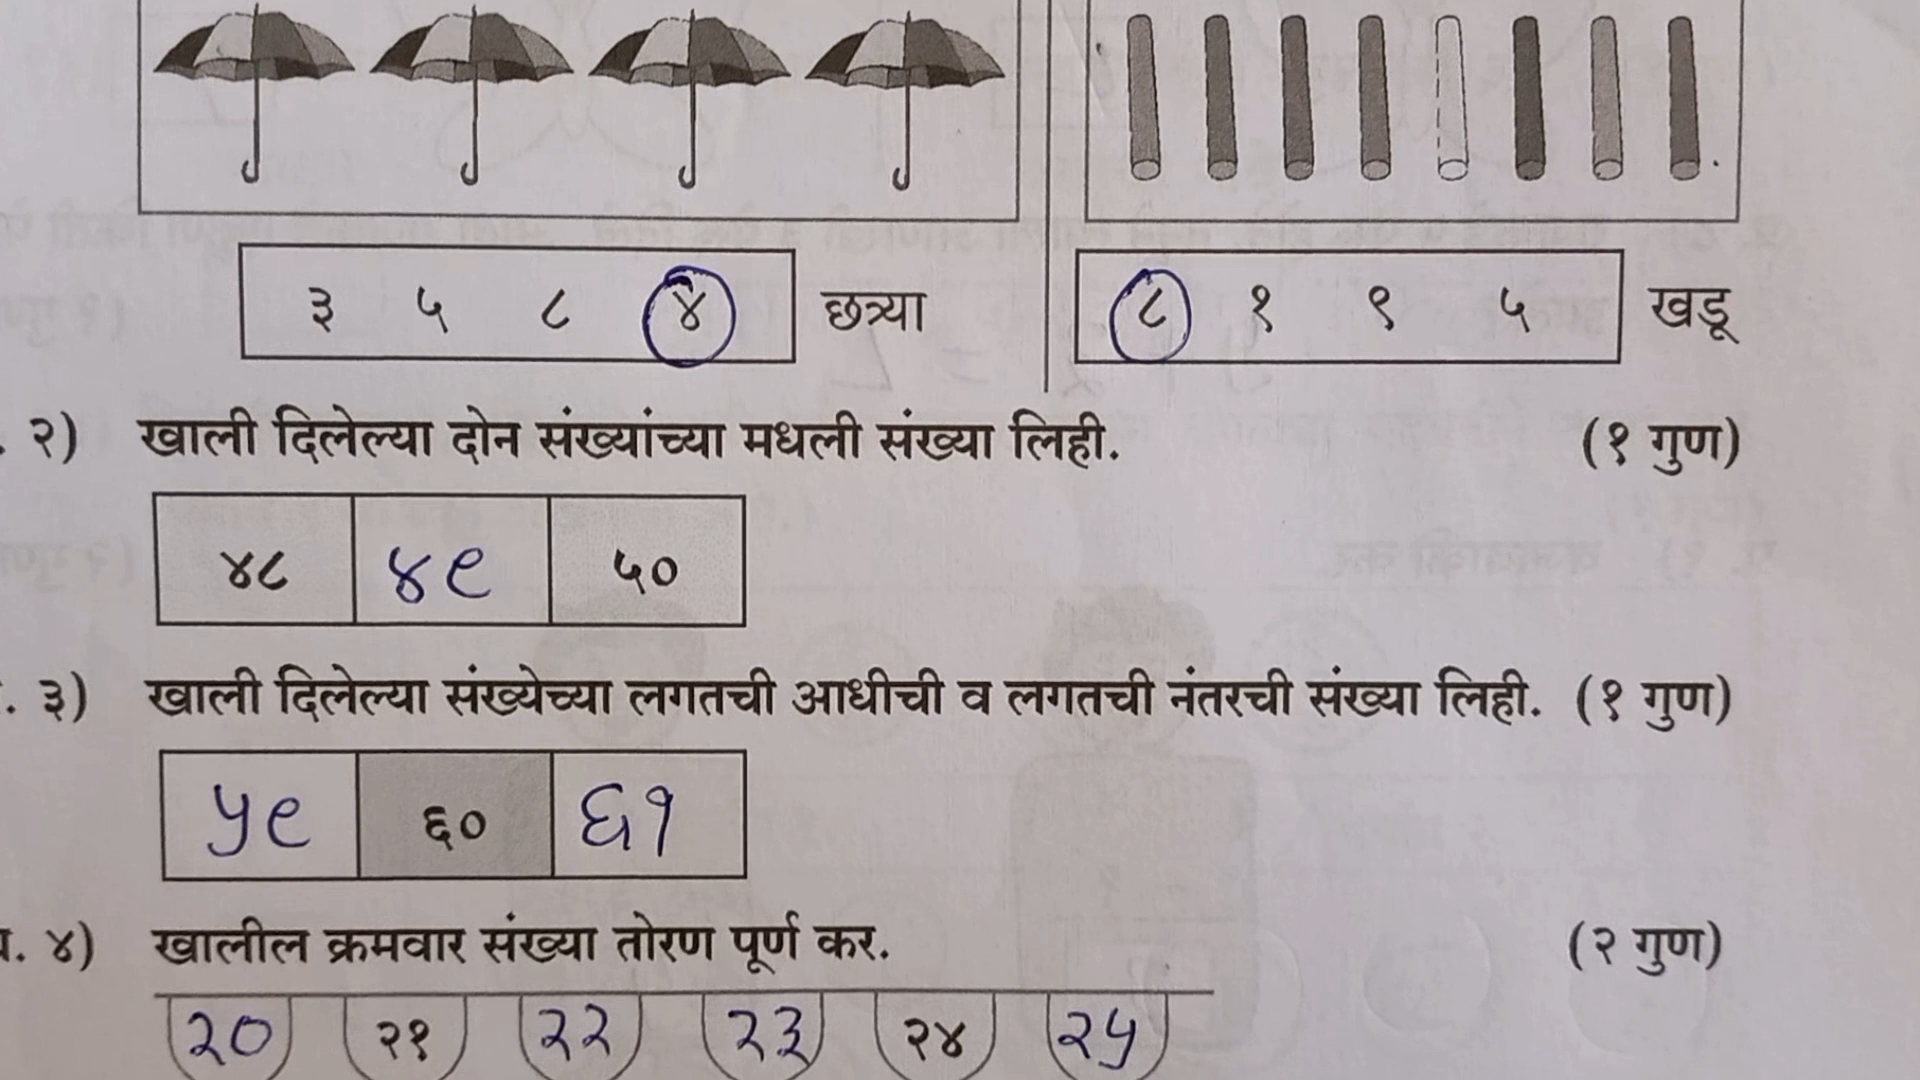 ३ ५ ८ ४ छत्र्या
८ १ ९ ५ खडू
. २) खाली दिलेल्या दोन संख्यांच्या मधली संख्या लिही. (१ गुण)
४८ ४९ ५०
. ३) खाली दिलेल्या संख्येच्या लगतची आधीची व लगतची नंतरची संख्या लिही. (१ गुण)
५९ ६० ६१
. ४) खालील क्रमवार संख्या तोरण पूर्ण कर. (२ गुण)
२० २१ २२ २३ २४ २५